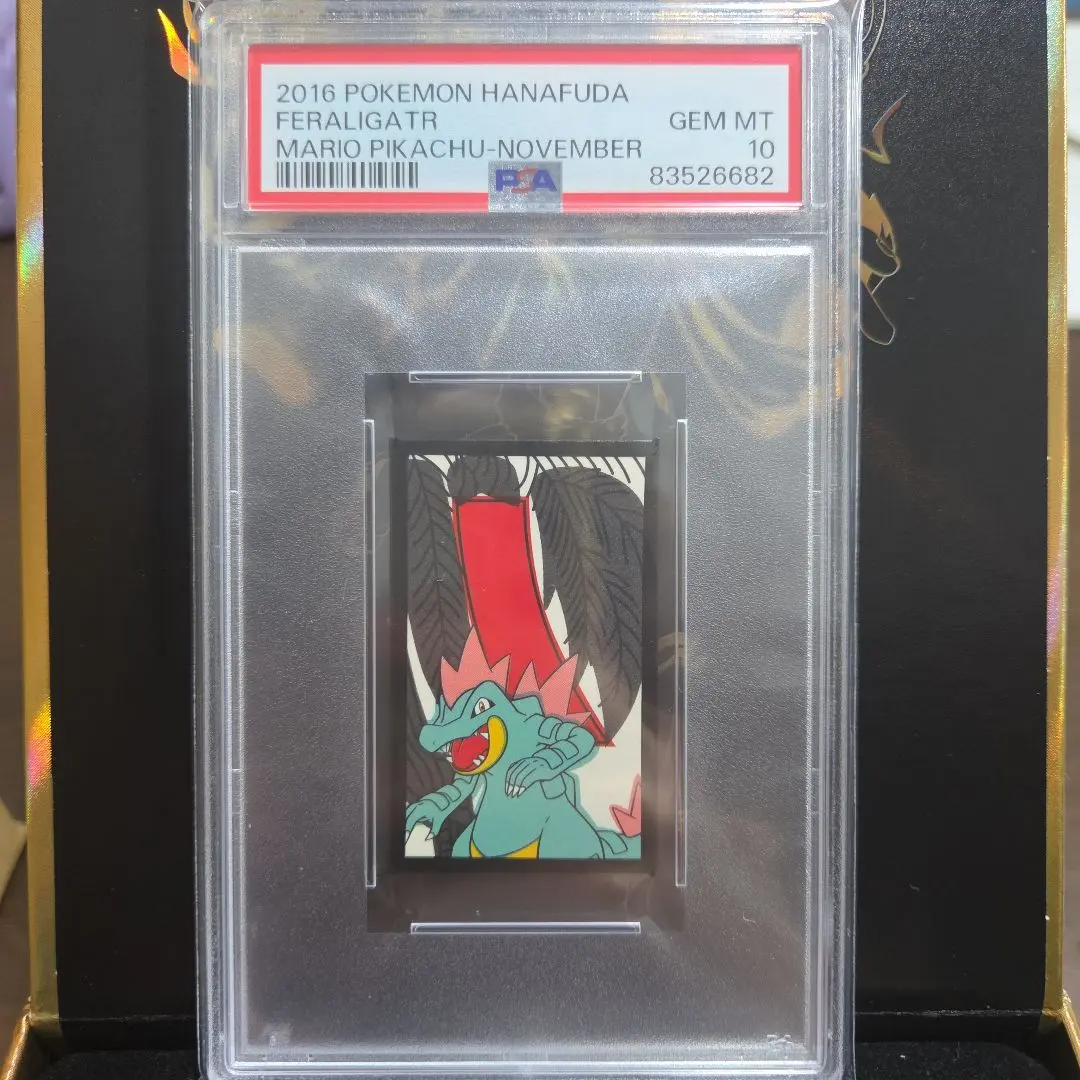 2016 POKEMON HANAFUDA
FERALIGATR GEM MT
MARIO PIKACHU-NOVEMBER 10
PSA 83526682